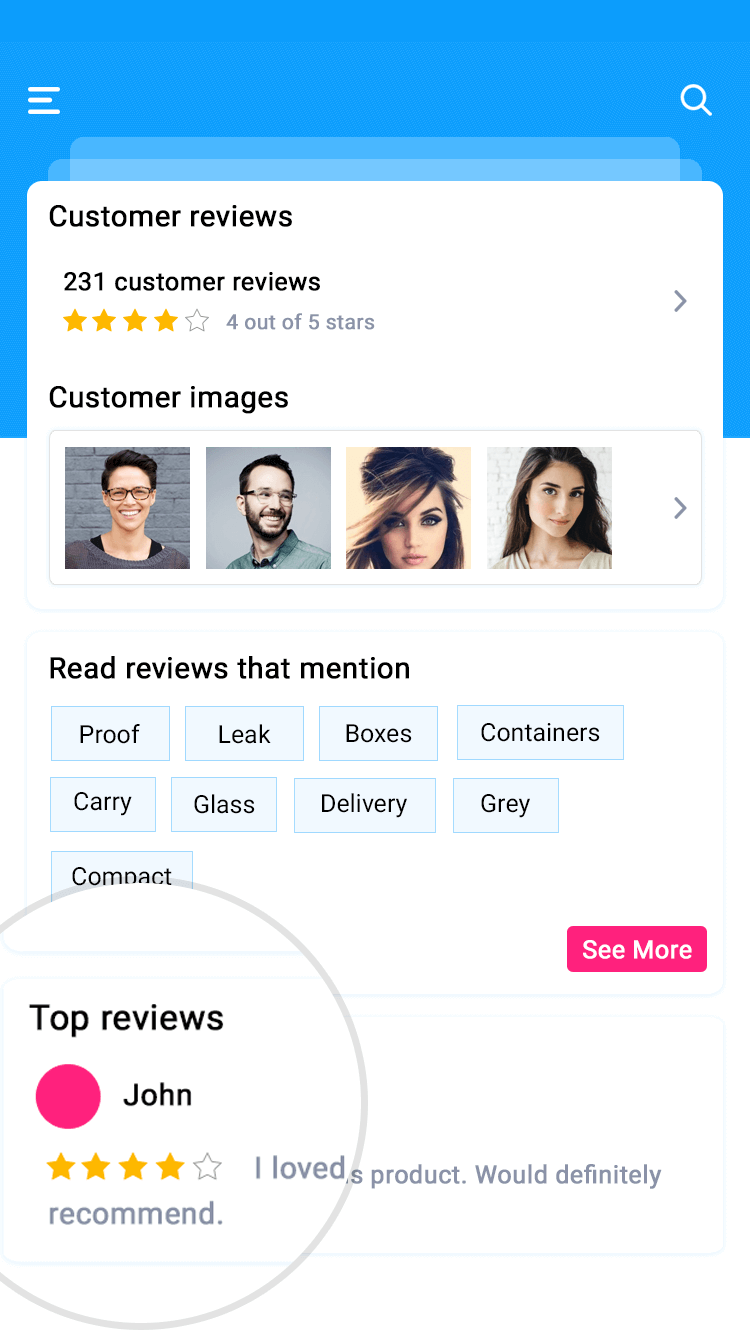 Customer reviews
231 customer reviews
4 out of 5 stars
Customer images
Read reviews that mention
Proof Leak Boxes Containers
Carry Glass Delivery Grey
Compact
See More
Top reviews
John
I loved s product. Would definitely
recommend.